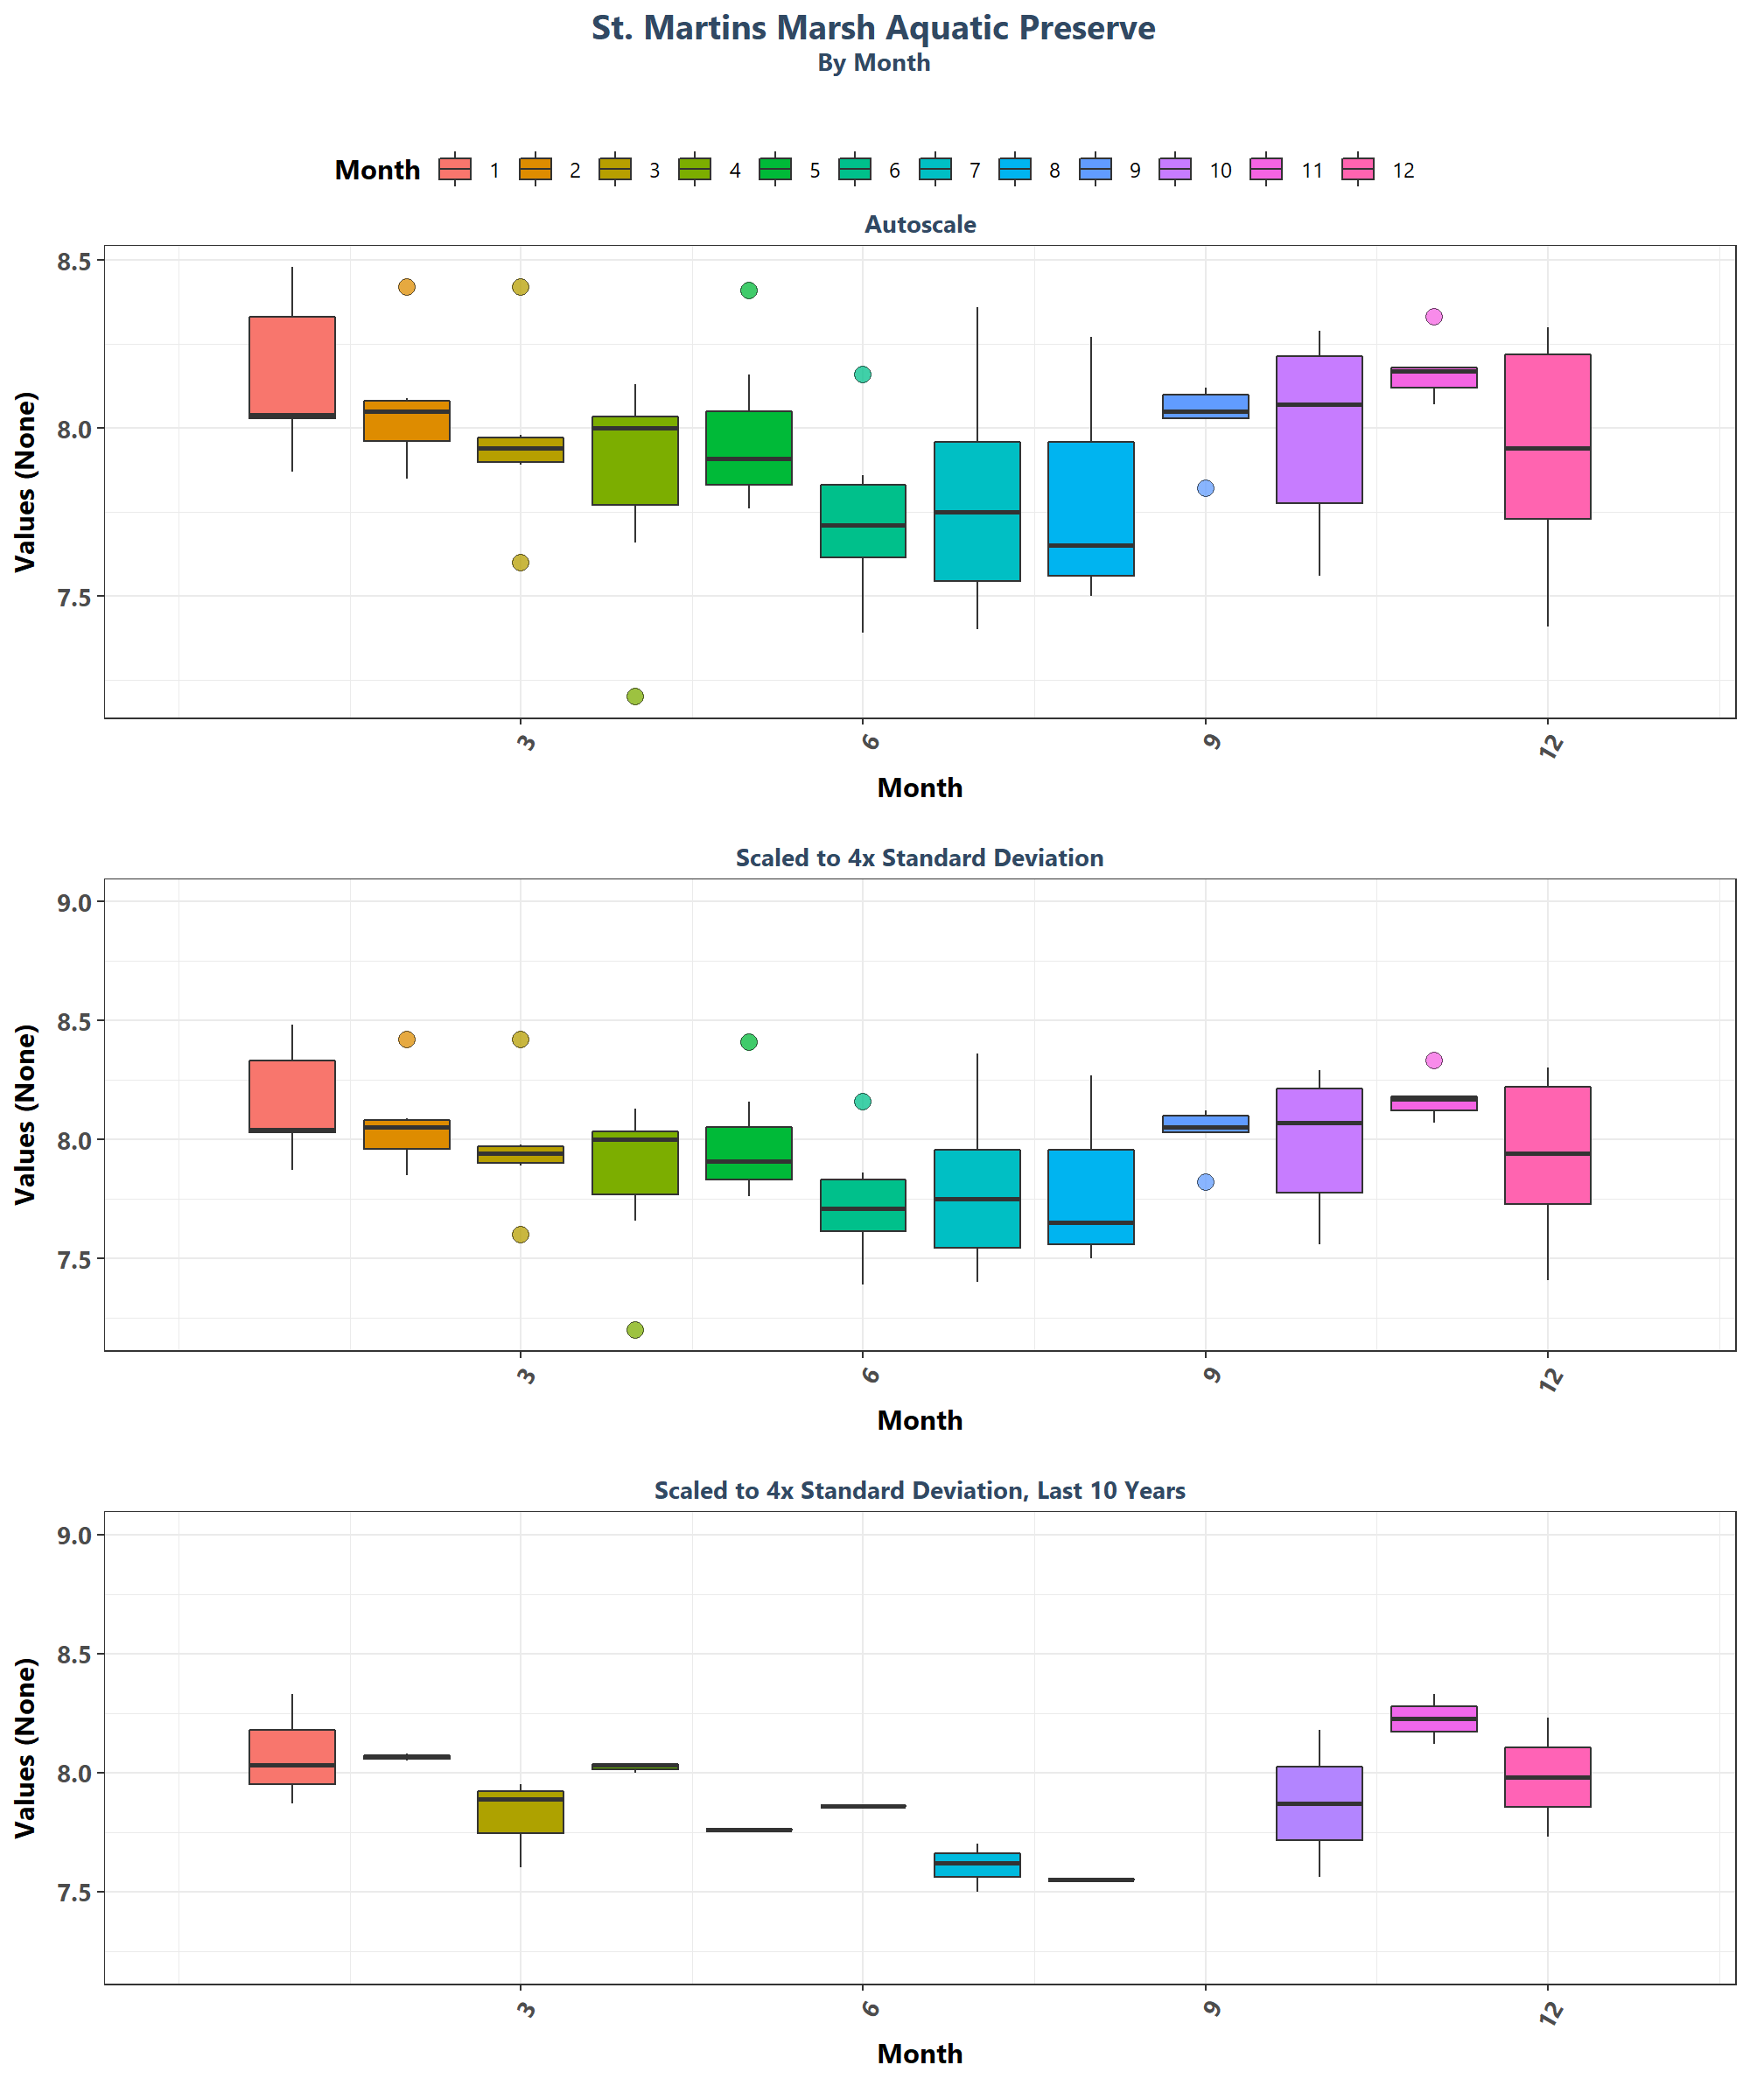 St. Martins Marsh Aquatic Preserve
By Month
Month 1 2 3 4 5 6 7 8 9 10 11 12
Autoscale
Values (None)
8.5
8.0
7.5
3 6 9 12
Month
Scaled to 4x Standard Deviation
Values (None)
9.0
8.5
8.0
7.5
3 6 9 12
Month
Scaled to 4x Standard Deviation, Last 10 Years
Values (None)
9.0
8.5
8.0
7.5
3 6 9 12
Month